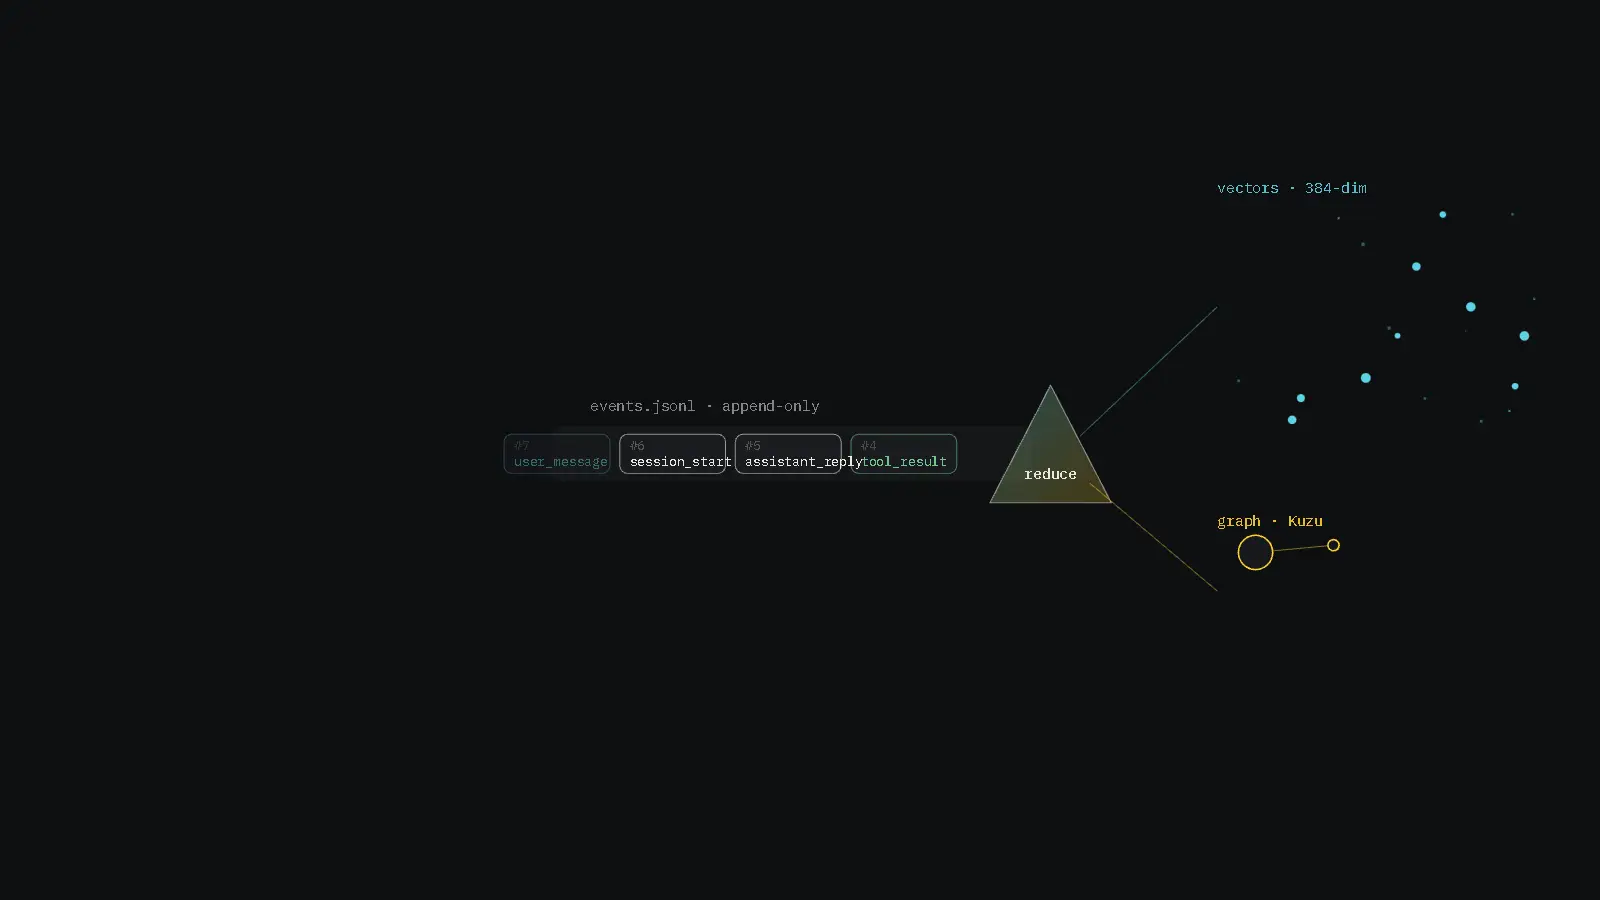 vectors · 384-dim
events.jsonl · append-only
#7
user_message
#6
session_start
#5
assistant_reply
#4
tool_result
reduce
graph · Kuzu